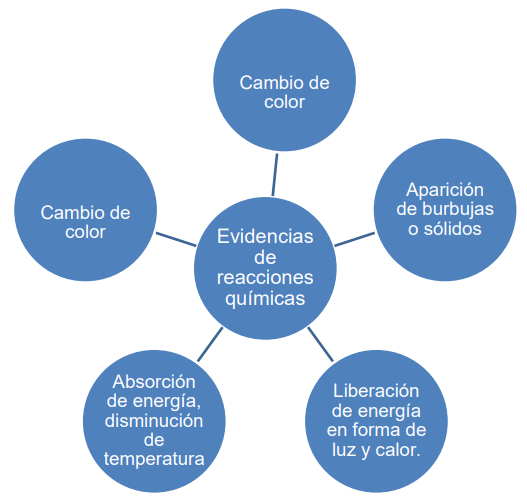 Cambio de
color
Aparición
de burbujas
o sólidos
Cambio de
color
Evidencias
de
reacciones
químicas
Absorción
de energía,
disminución
de
temperatura
Liberación
de energía
en forma de
luz y calor.